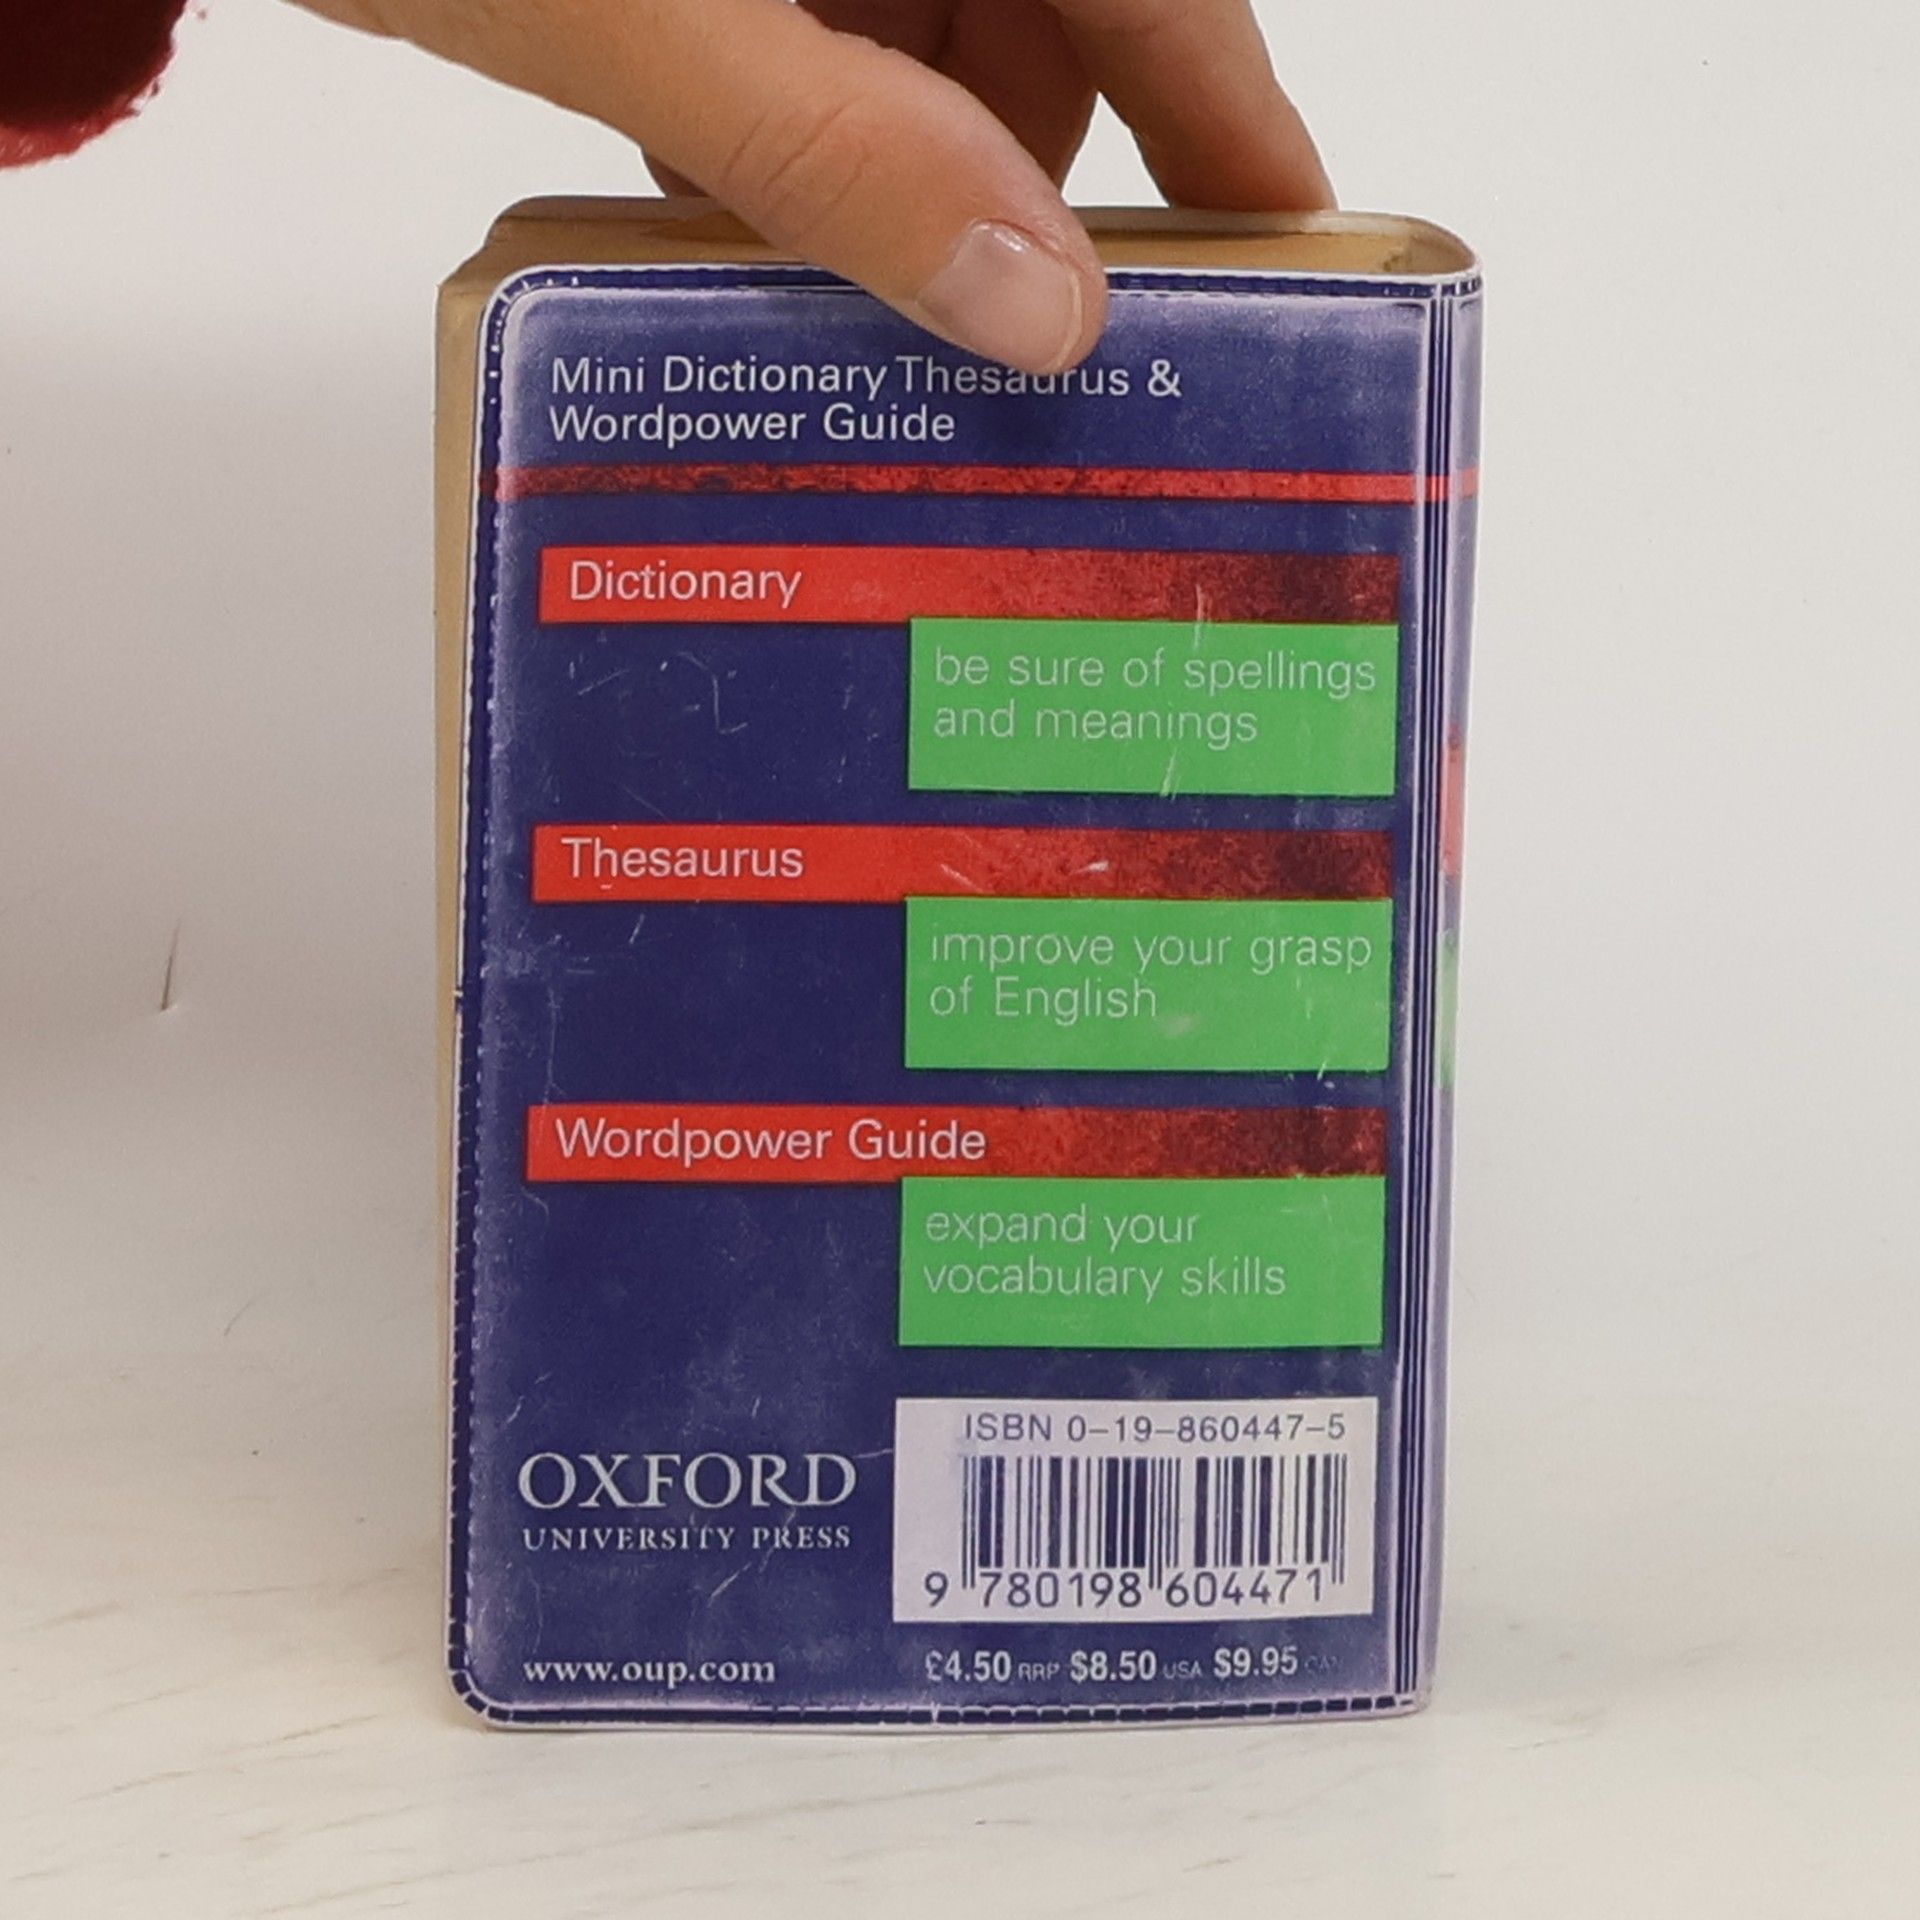 Mini Dictionary Thesaurus &
Wordpower Guide
Dictionary
be sure of spellings
and meanings
Thesaurus
improve your grasp
of English
Wordpower Guide
expand your
vocabulary skills
ISBN 0-19-860447-5
9 780198 604471
OXFORD
UNIVERSITY PRESS
www.oup.com
£4.50 RRP $8.50 USA $9.95